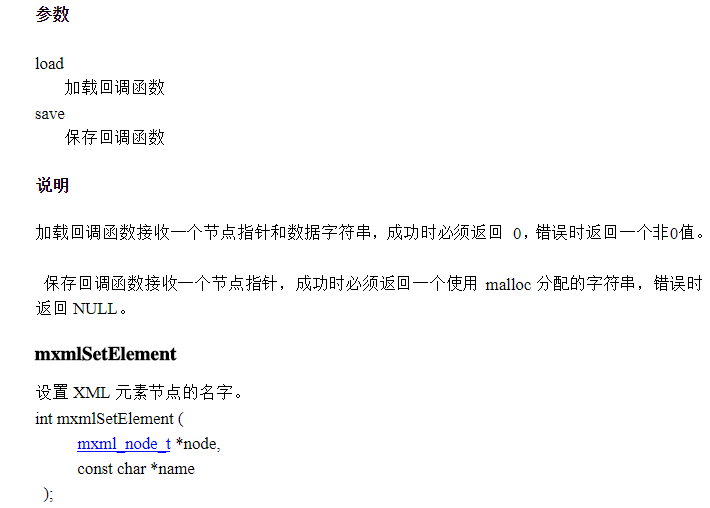 参数
load
加载回调函数
save
保存回调函数
说明
加载回调函数接收一个节点指针和数据字符串，成功时必须返回 0，错误时返回一个非0值。
保存回调函数接收一个节点指针，成功时必须返回一个使用 malloc 分配的字符串，错误时
返回 NULL。
mxmlSetElement
设置 XML 元素节点的名字。
int mxmlSetElement (
mxml_node_t *node,
const char *name
);